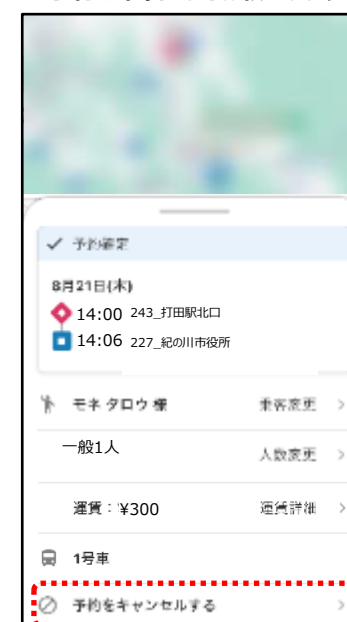 予約確定
8月21日(木)
14:00 243_打田駅北口
14:06 227_紀の川市役所
モネ タロウ 様 乗客変更 >
一般1人 人数変更 >
運賃:¥300 運賃詳細 >
1号車
予約をキャンセルする >